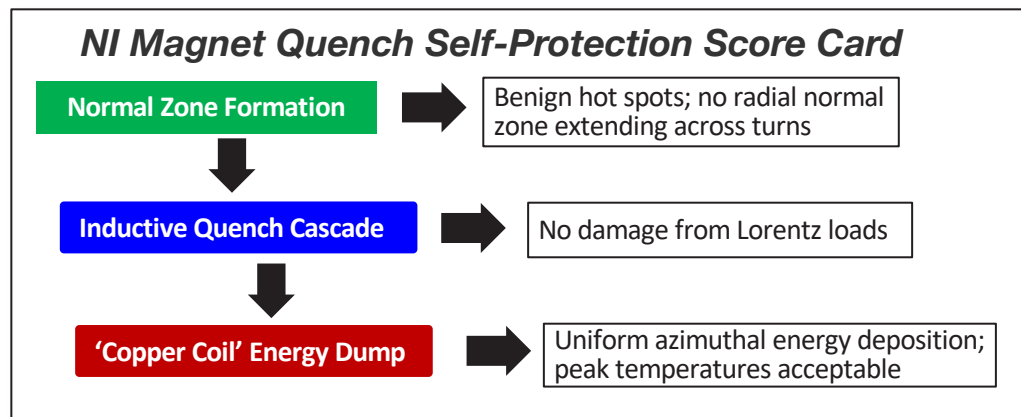 NI Magnet Quench Self-Protection Score Card
Normal Zone Formation
Benign hot spots; no radial normal
zone extending across turns
Inductive Quench Cascade
No damage from Lorentz loads
‘Copper Coil’ Energy Dump
Uniform azimuthal energy deposition;
peak temperatures acceptable